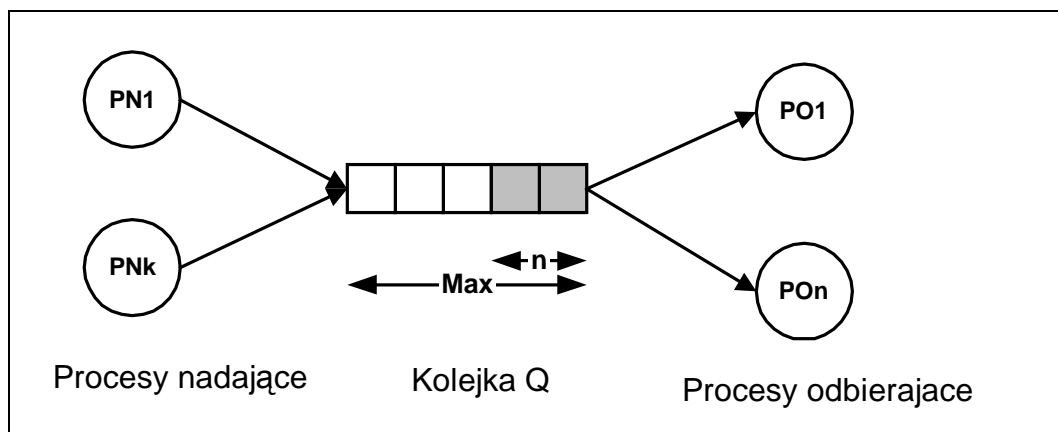 PN1
PO1
n
Max
PNk
POn
Procesy nadające
Kolejka Q
Procesy odbierajace